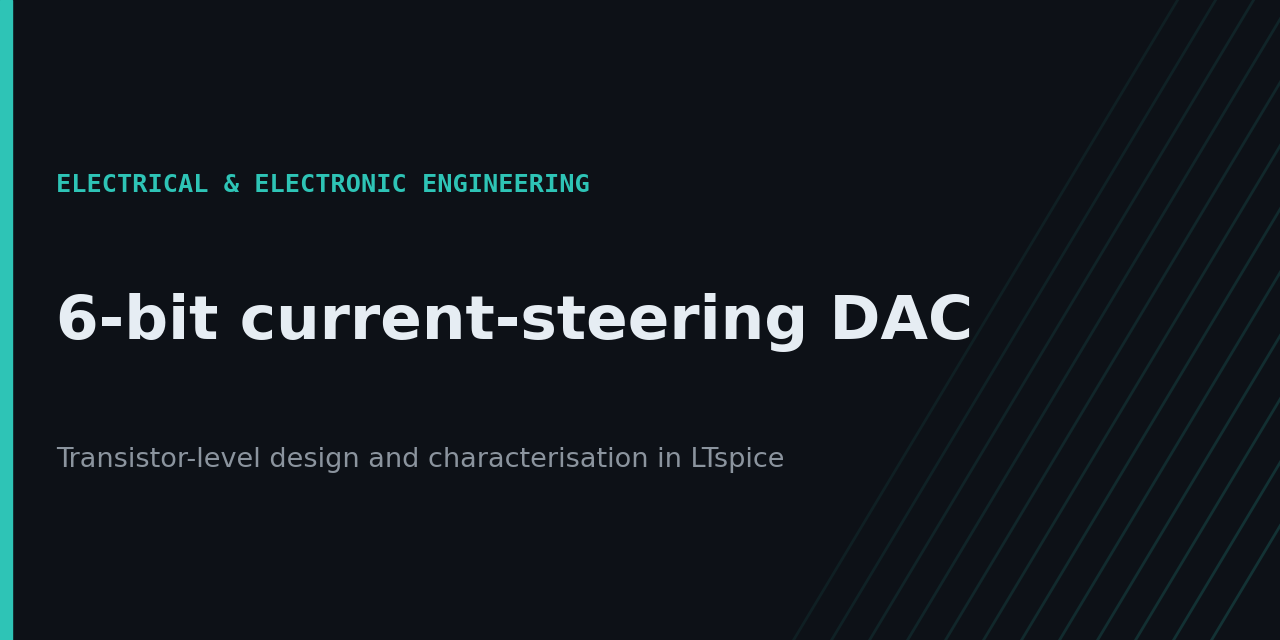 ELECTRICAL & ELECTRONIC ENGINEERING
6-bit current-steering DAC
Transistor-level design and characterisation in LTspice